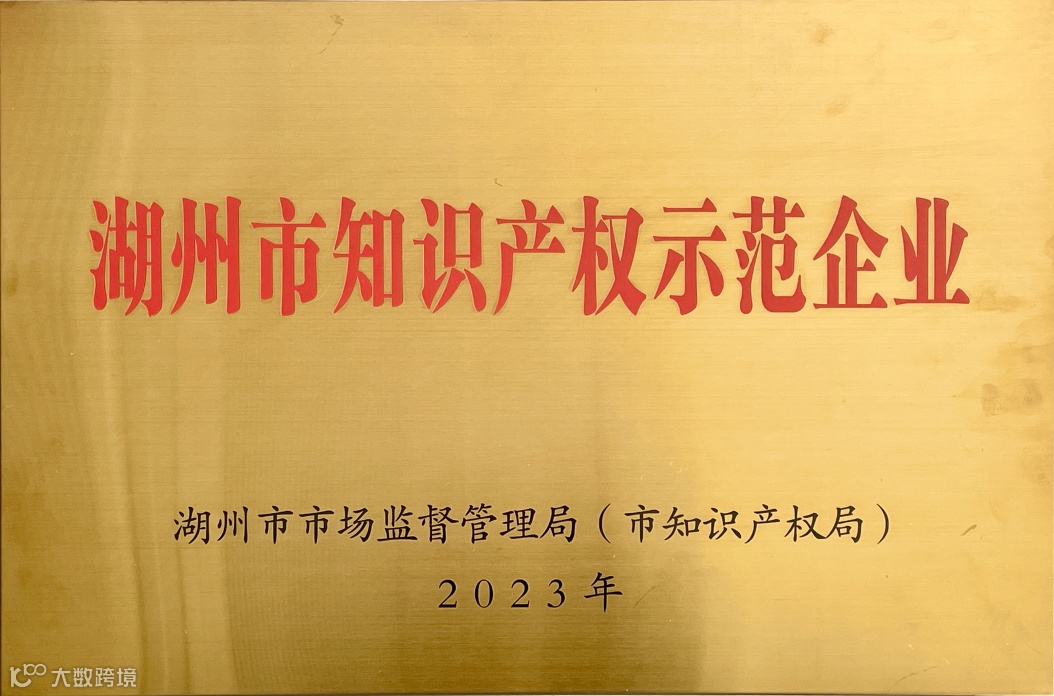 湖州市知识产权示范企业
湖州市市场监督管理局（市知识产权局）
2023年
大数跨境